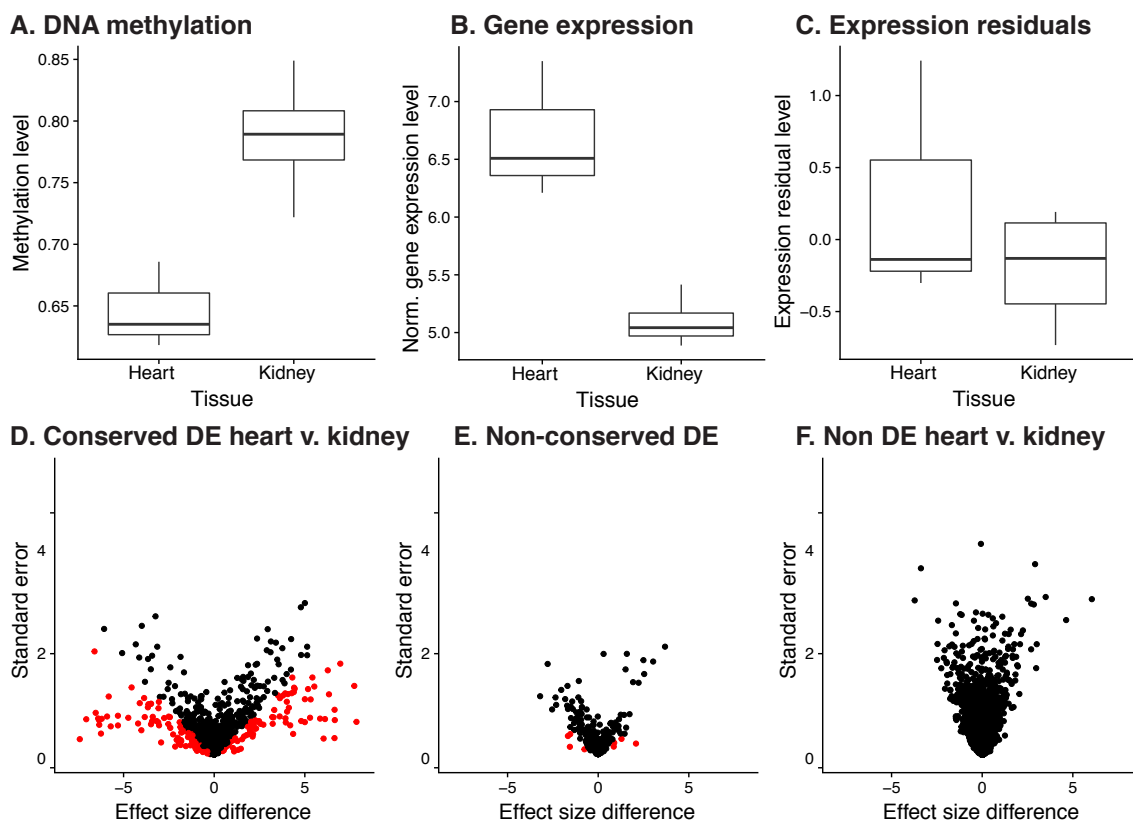 A. DNA methylation
B. Gene expression
C. Expression residuals
Methylation level
0.85
0.80
0.75
0.70
0.65
Heart
Kidney
Tissue
Norm. gene expression level
7.0
6.5
6.0
5.5
5.0
Heart
Kidney
Tissue
Expression residual level
1.0
0.5
0.0
−0.5
Heart
Kidney
Tissue
D. Conserved DE heart v. kidney
E. Non-conserved DE
F. Non DE heart v. kidney
Standard error
4
2
0
−5
0
5
Effect size difference
Standard error
4
2
0
−5
0
5
Effect size difference
Standard error
4
2
0
−5
0
5
Effect size difference